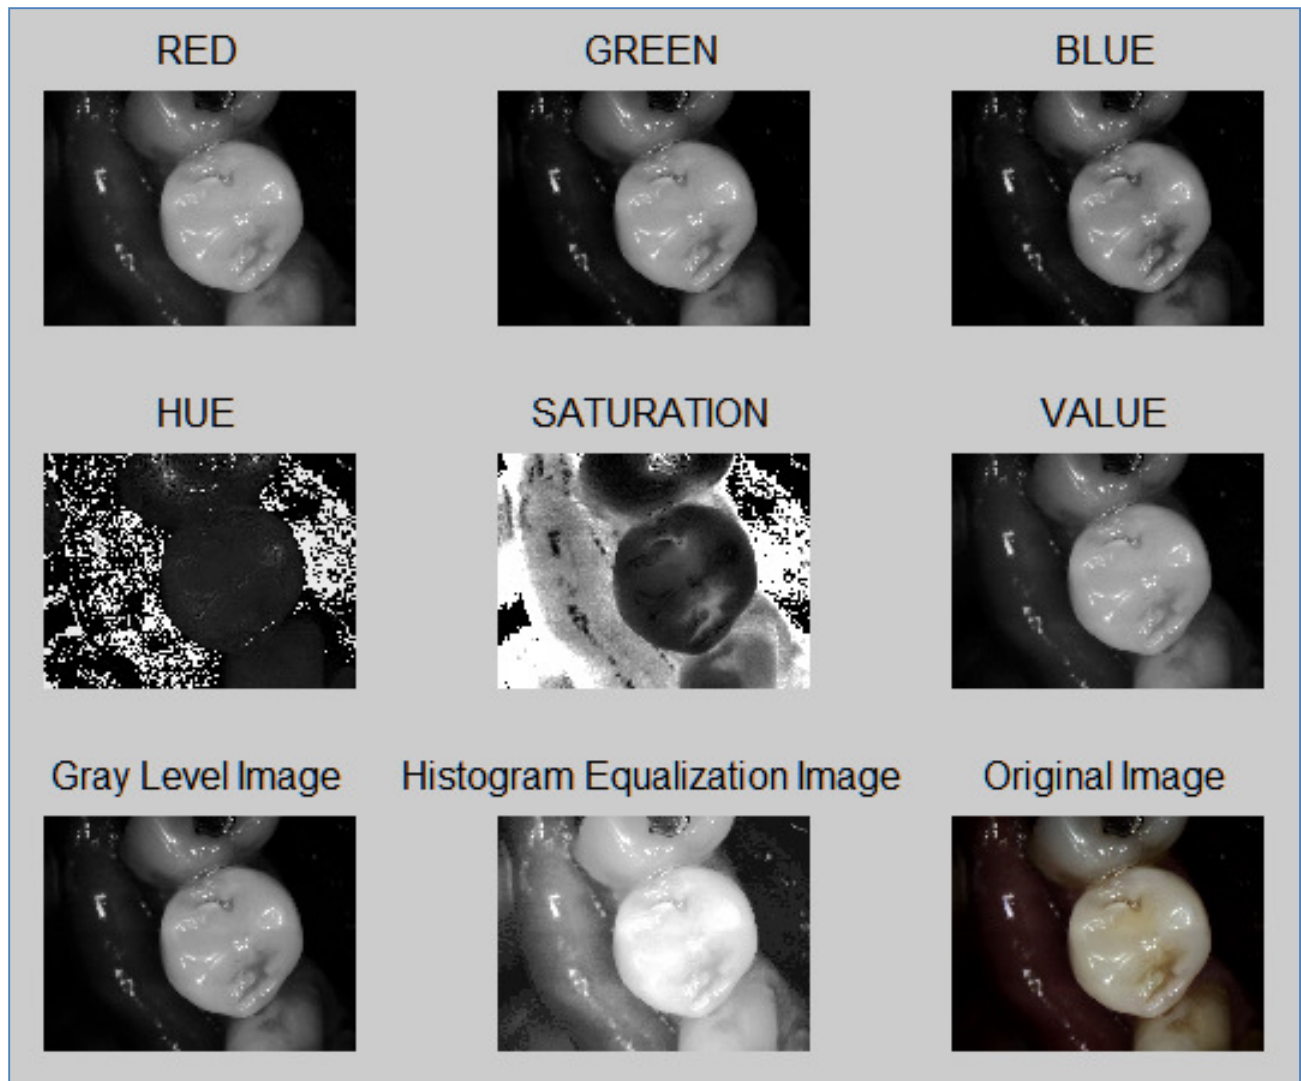 RED
GREEN
BLUE
HUE
SATURATION
VALUE
Gray Level Image
Histogram Equalization Image
Original Image